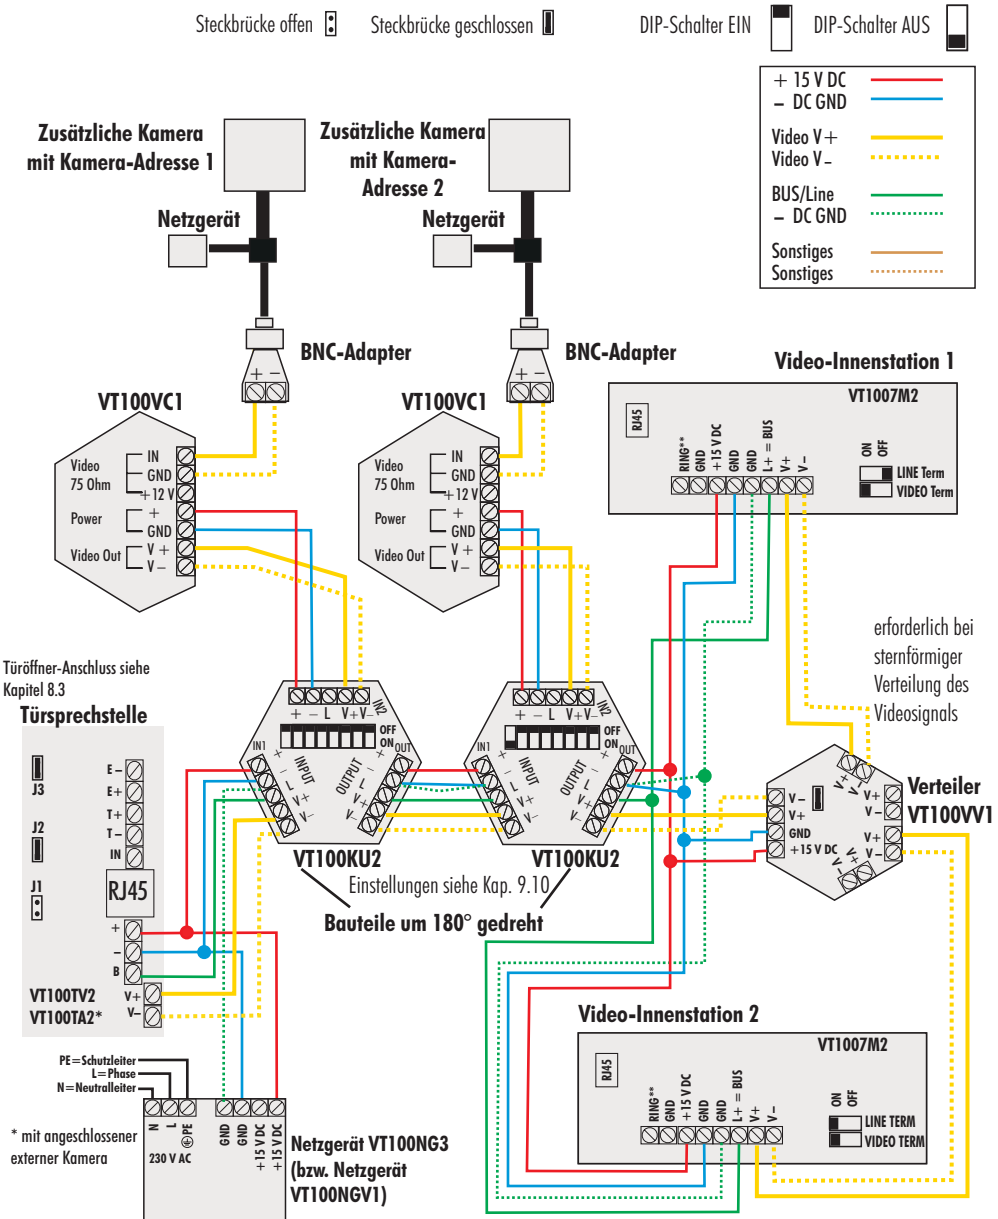 Steckbrücke offen
Steckbrücke geschlossen
DIP-Schalter EIN
DIP-Schalter AUS
+ 15 V DC
– DC GND
Video V+
Video V–
BUS/Line
– DC GND
Sonstiges
Sonstiges
Zusätzliche Kamera
mit Kamera-Adresse 1
Netzgerät
BNC-Adapter
+ –
Zusätzliche Kamera
mit Kamera-
Adresse 2
Netzgerät
BNC-Adapter
+ –
VT100VC1
Video
75 Ohm
IN
GND
+12 V
Power
+
GND
Video Out
V +
V –
VT100VC1
Video
75 Ohm
IN
GND
+12 V
Power
+
GND
Video Out
V +
V –
Video-Innenstation 1
VT1007M2
RJ45
RING**
GND
+15 V DC
GND
GND
L+ = BUS
V+
V–
ON
OFF
LINE Term
VIDEO Term
erforderlich bei
sternförmiger
Verteilung des
Videosignals
Türöffner-Anschluss siehe
Kapitel 8.3
Türsprechstelle
J3
J2
J1
E –
E+
T+
T –
IN
RJ45
+
–
B
V+
V–
VT100TV2
VT100TA2*
+ – L V+ V–
IN2
OFF
ON
IN1
OUT
INPUT
OUTPUT
+
–
L
V+
V–
+
–
L
V+
V–
VT100KU2
+ – L V+ V–
IN2
OFF
ON
IN1
OUT
INPUT
OUTPUT
+
–
L
V+
V–
+
–
L
V+
V–
VT100KU2
Einstellungen siehe Kap. 9.10
Bauteile um 180° gedreht
Verteiler
VT100VV1
V+
V–
V–
V+
GND
+15 V DC
V+
V–
V+
V–
V+
V–
Video-Innenstation 2
VT1007M2
RJ45
RING**
GND
+15 V DC
GND
GND
L+ = BUS
V+
V–
ON
OFF
LINE TERM
VIDEO TERM
PE=Schutzleiter
L=Phase
N=Neutralleiter
N
L
PE
230 V AC
GND
GND
+15 V DC
+15 V DC
* mit angeschlossener
externer Kamera
Netzgerät VT100NG3
(bzw. Netzgerät
VT100NGV1)